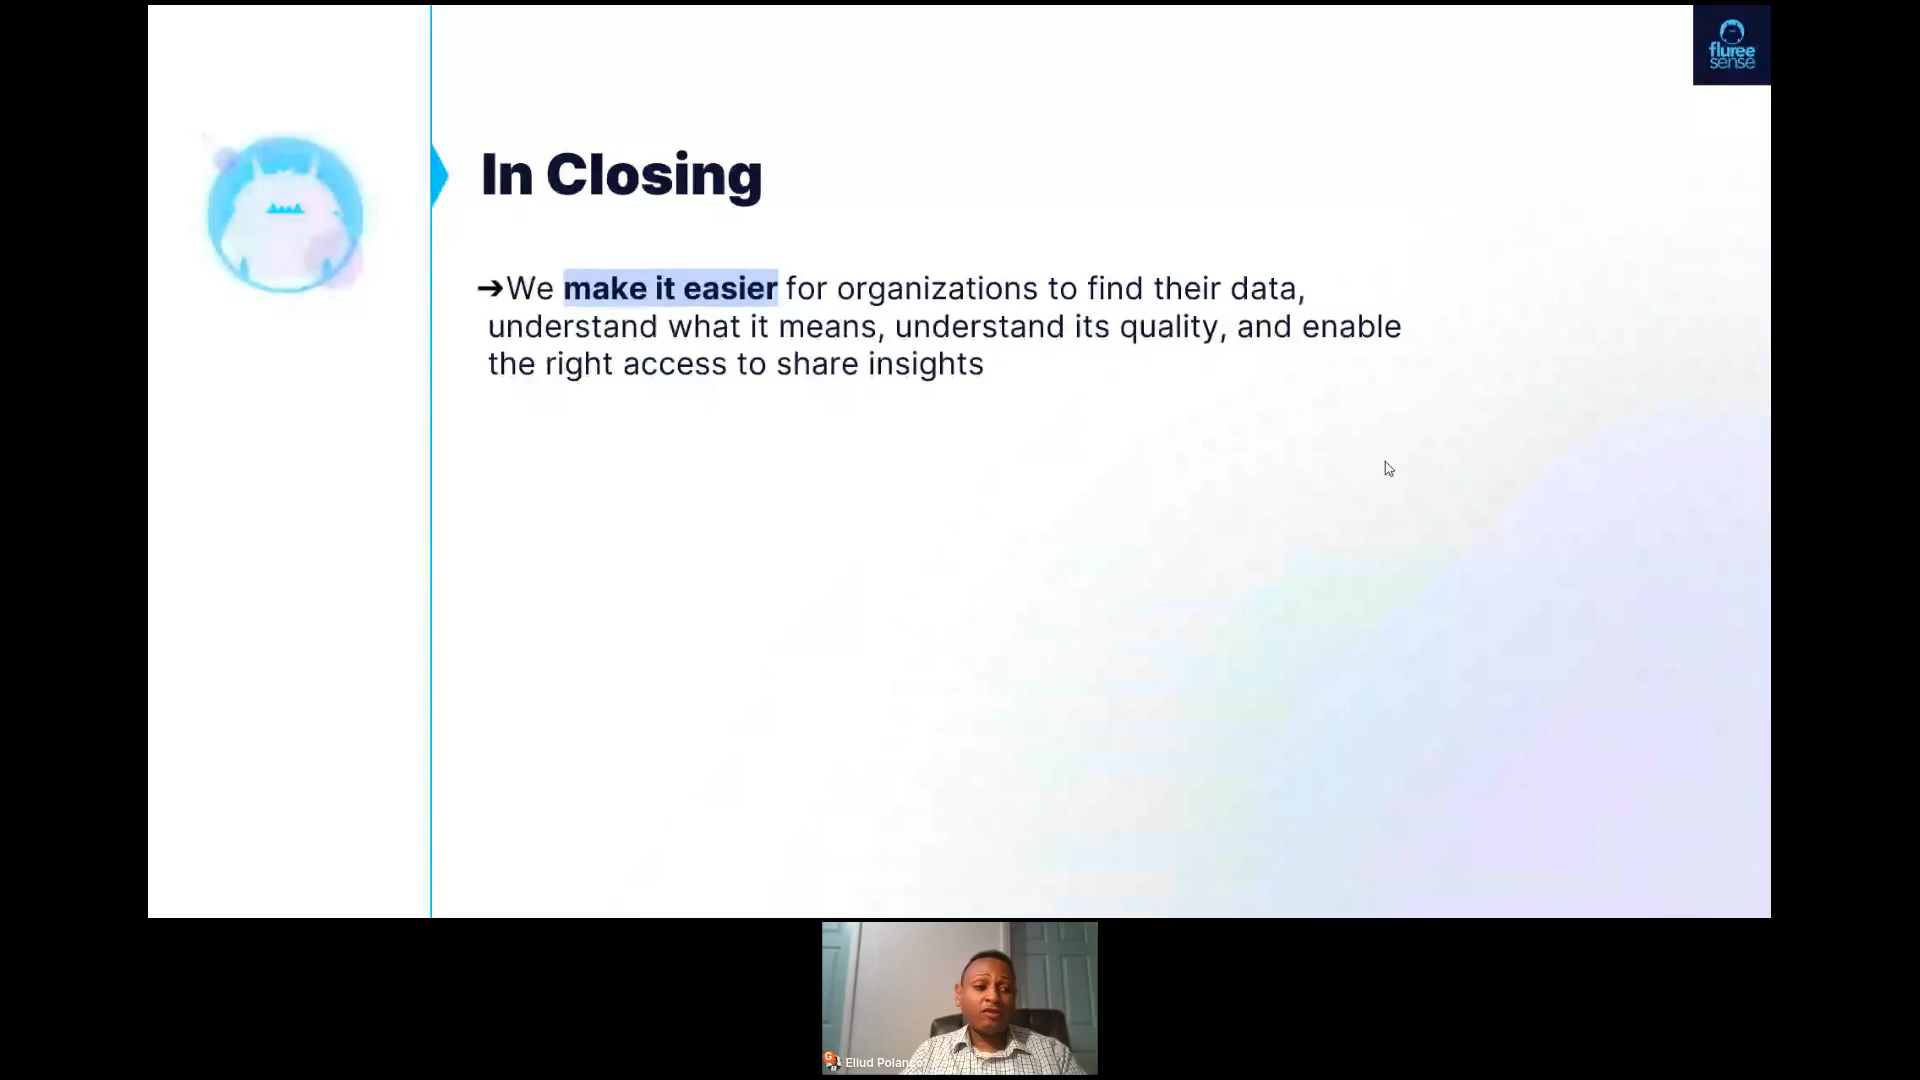 fluree
sense
In Closing
➔We make it easier for organizations to find their data,
understand what it means, understand its quality, and enable
the right access to share insights
G
Eliud Polanco